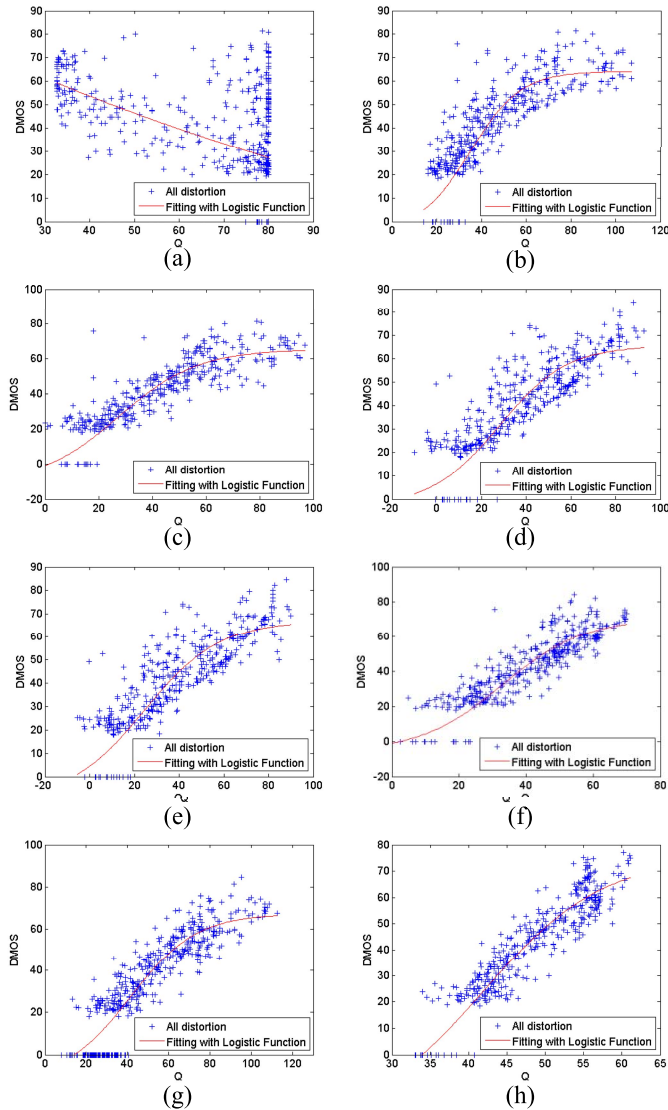 90
80
70
60
50
40
30
20
10
0
DMOS
All distortion
Fitting with Logistic Function
30 40 50 60 70 80 90
Q
(a)
90
80
70
60
50
40
30
20
10
0
DMOS
All distortion
Fitting with Logistic Function
0 20 40 60 80 100 120
Q
(b)
100
80
60
40
20
0
-20
DMOS
All distortion
Fitting with Logistic Function
0 20 40 60 80 100
Q
(c)
90
80
70
60
50
40
30
20
10
0
DMOS
All distortion
Fitting with Logistic Function
-20 0 20 40 60 80 100
Q
(d)
90
80
70
60
50
40
30
20
10
0
DMOS
All distortion
Fitting with Logistic Function
-20 0 20 40 60 80 100
(e)
100
80
60
40
20
0
-20
DMOS
All distortion
Fitting with Logistic Function
0 20 40 60 80
(f)
100
80
60
40
20
0
DMOS
All distortion
Fitting with Logistic Function
0 20 40 60 80 100 120
Q
(g)
80
70
60
50
40
30
20
10
0
DMOS
All distortion
Fitting with Logistic Function
30 35 40 45 50 55 60 65
Q
(h)